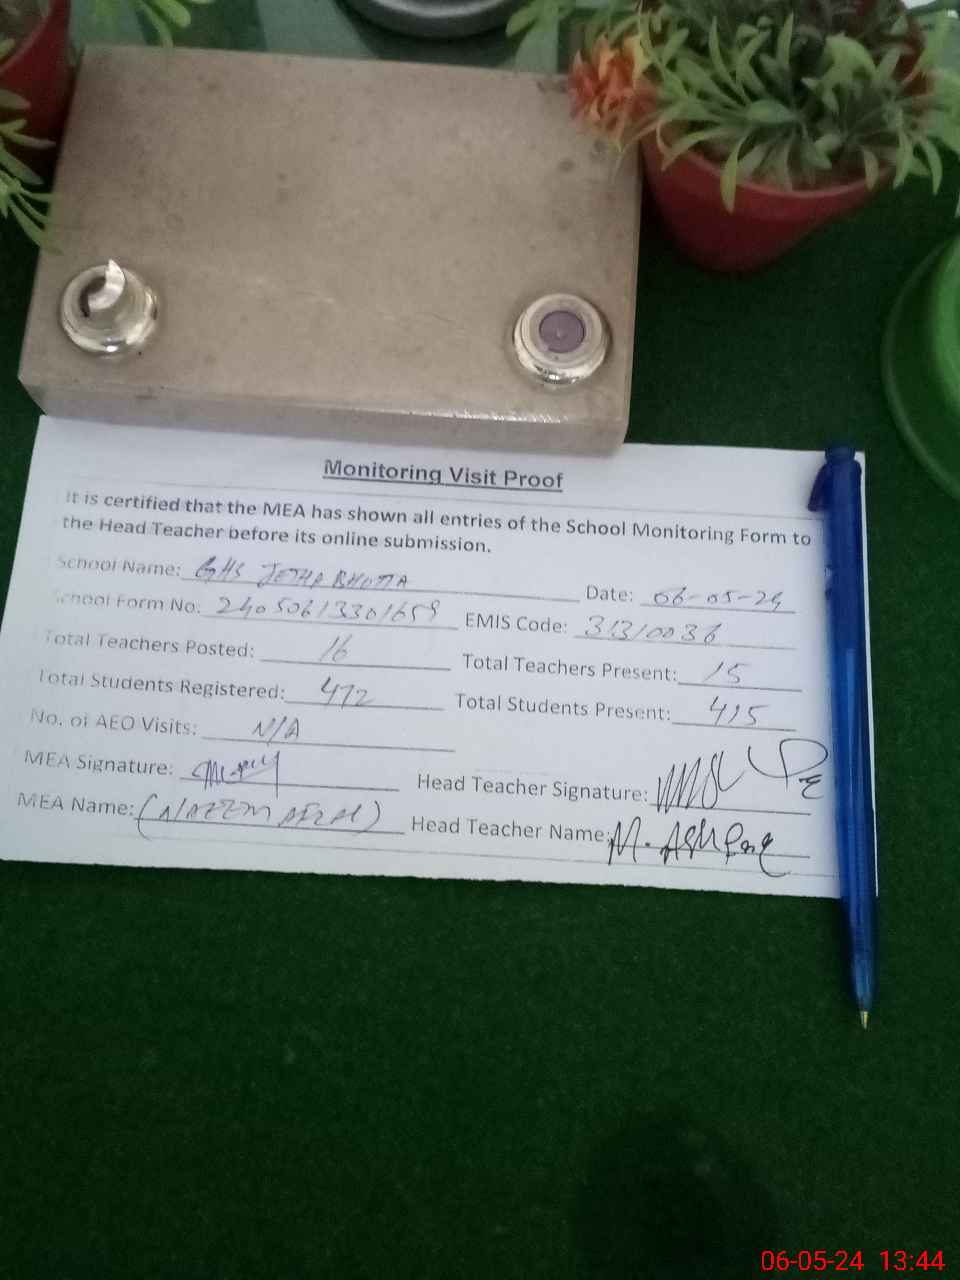 Monitoring Visit Proof
It is certified that the MEA has shown all entries of the School Monitoring Form to
the Head Teacher before its online submission.
School Name: GHS JETHA BHUTTA Date: 06-05-24
School Form No: 24050613301659 EMIS Code: 31310036
Total Teachers Posted: 16 Total Teachers Present: 15
Total Students Registered: 472 Total Students Present: 415
No. of AEO Visits: N/A
MEA Signature: Head Teacher Signature:
MEA Name: (NAEEM Head Teacher Name: M.
06-05-24 13:44